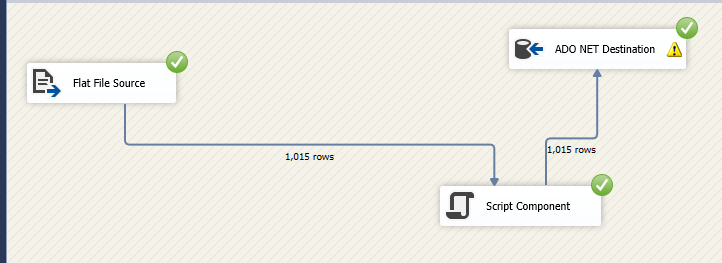 ADO NET Destination
Flat File Source
1,015 rows
1,015 rows
Script Component